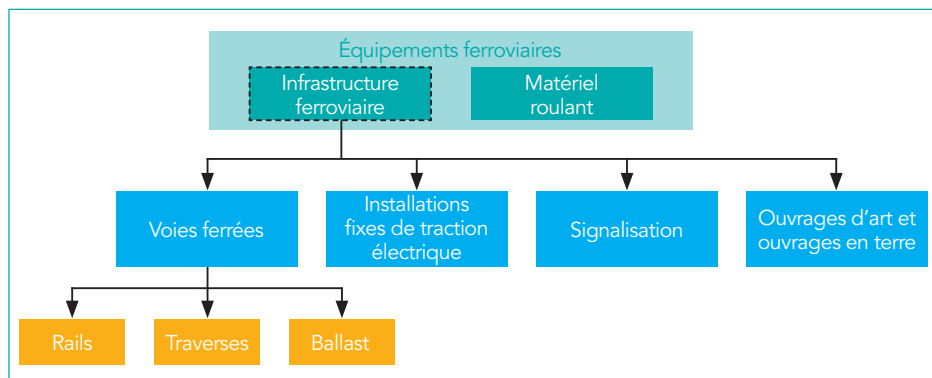 Équipements ferroviaires
Infrastructure
ferroviaire
Matériel
roulant
Voies ferrées
Installations
fixes de traction
électrique
Signalisation
Ouvrages d'art et
ouvrages en terre
Rails
Traverses
Ballast